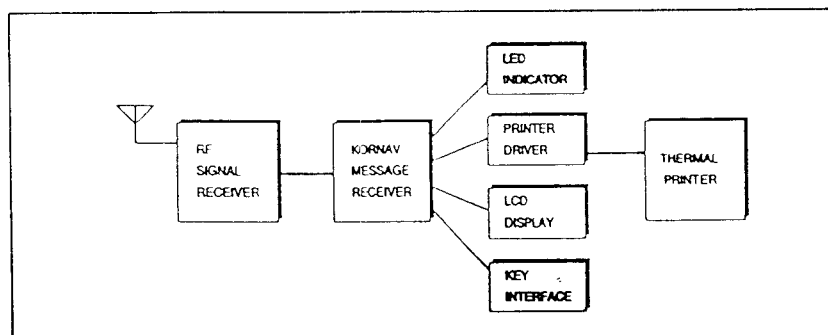 LED
INDICATOR
RF
SIGNAL
RECEIVER
KORNAV
MESSAGE
RECEIVER
PRINTER
DRIVER
THERMAL
PRINTER
LCD
DISPLAY
KEY
INTERFACE